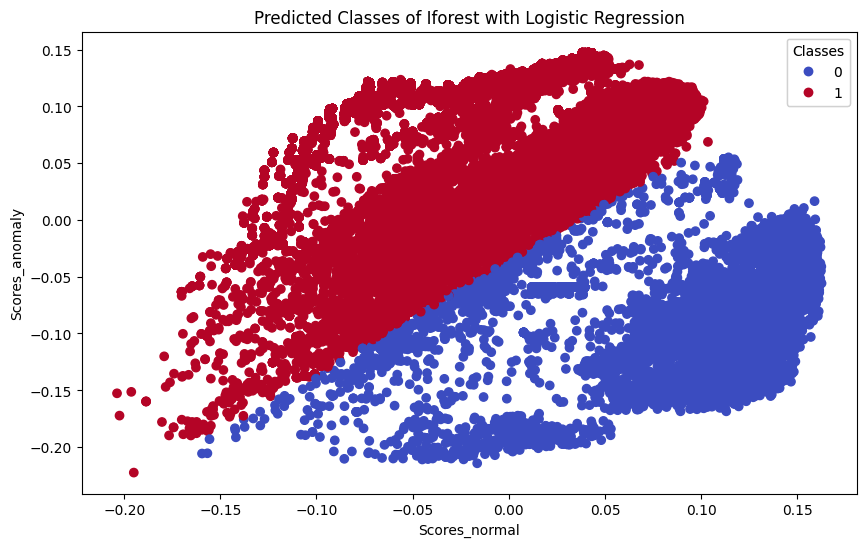 Predicted Classes of Iforest with Logistic Regression
Scores_anomaly
0.15
0.10
0.05
0.00
−0.05
−0.10
−0.15
−0.20
Classes
0
1
−0.20 −0.15 −0.10 −0.05 0.00 0.05 0.10 0.15
Scores_normal